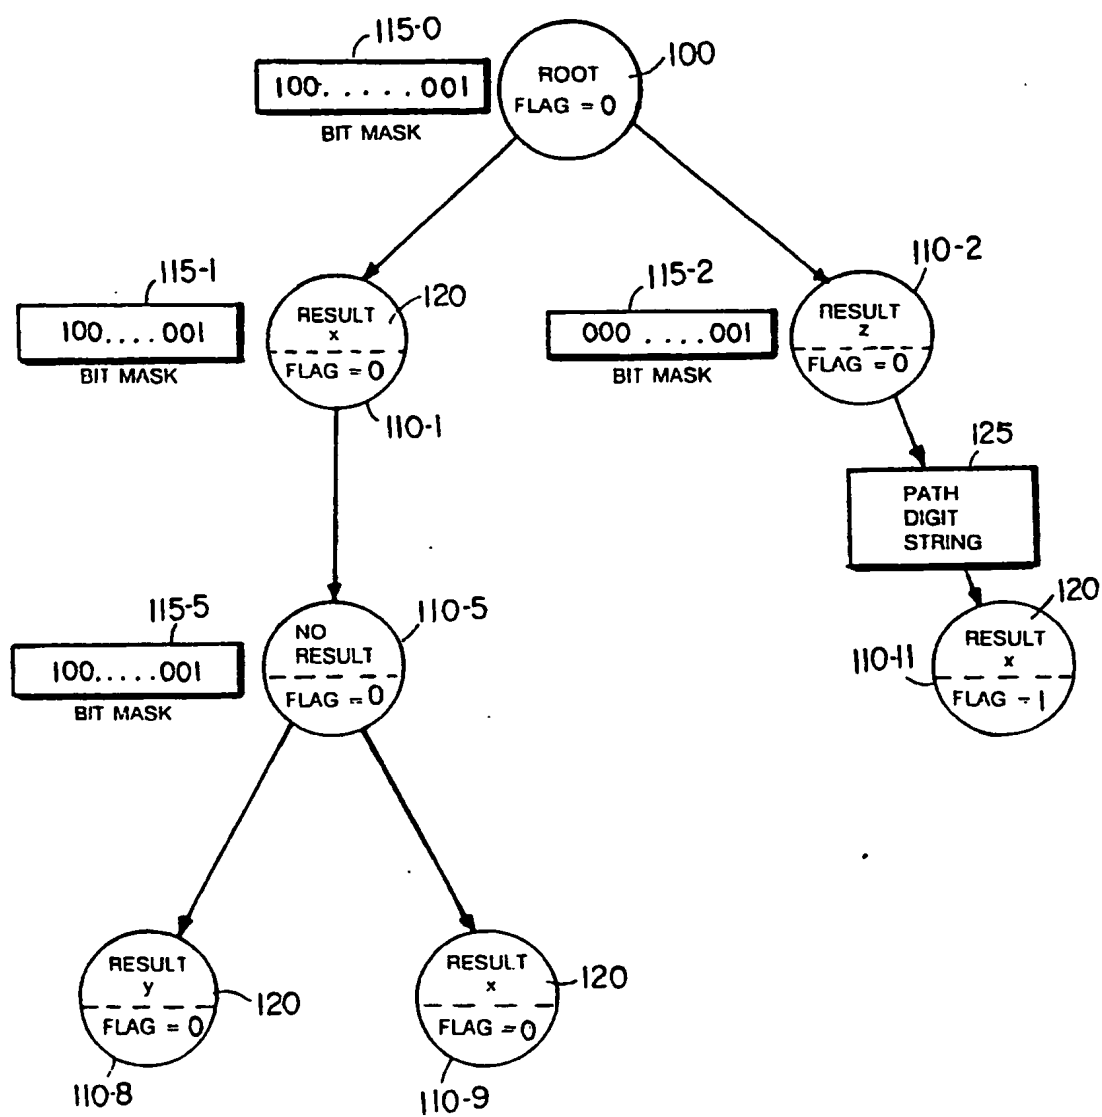 115-0
100.....001
BIT MASK
ROOT
FLAG = 0
100
115-1
100....001
BIT MASK
RESULT
x
FLAG = 0
120
110-1
115-2
000 ....001
BIT MASK
RESULT
z
FLAG = 0
110-2
125
PATH
DIGIT
STRING
115-5
100.....001
BIT MASK
NO
RESULT
FLAG = 0
110-5
RESULT
x
FLAG - 1
120
110-11
RESULT
y
FLAG = 0
120
110-8
RESULT
x
FLAG = 0
120
110-9